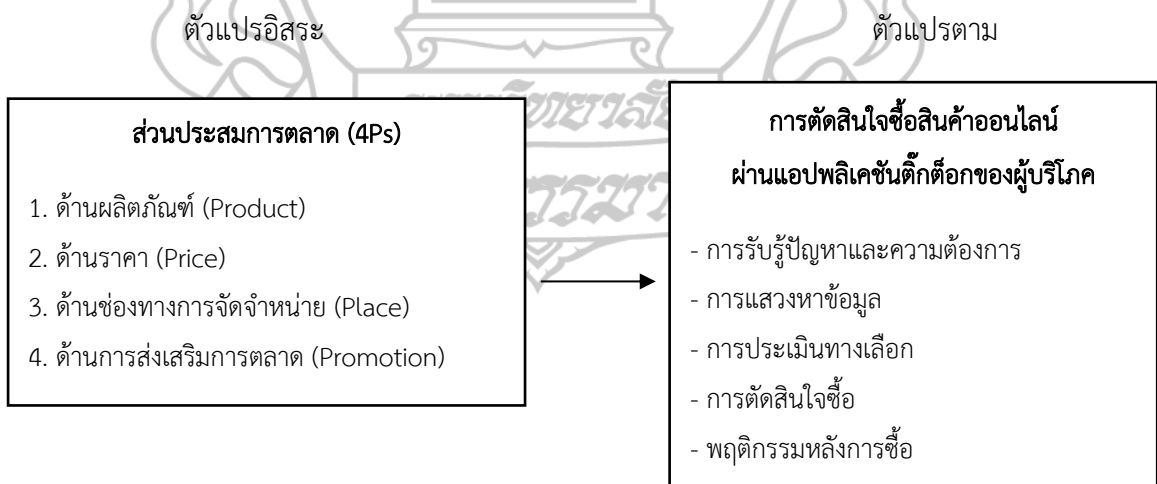 ตัวแปรอิสระ
ตัวแปรตาม
ส่วนประสมการตลาด (4Ps)
1. ด้านผลิตภัณฑ์ (Product)
2. ด้านราคา (Price)
3. ด้านช่องทางการจัดจำหน่าย (Place)
4. ด้านการส่งเสริมการตลาด (Promotion)
การตัดสินใจซื้อสินค้าออนไลน์
ผ่านแอปพลิเคชันติ๊กต็อกของผู้บริโภค
- การรับรู้ปัญหาและความต้องการ
- การแสวงหาข้อมูล
- การประเมินทางเลือก
- การตัดสินใจซื้อ
- พฤติกรรมหลังการซื้อ